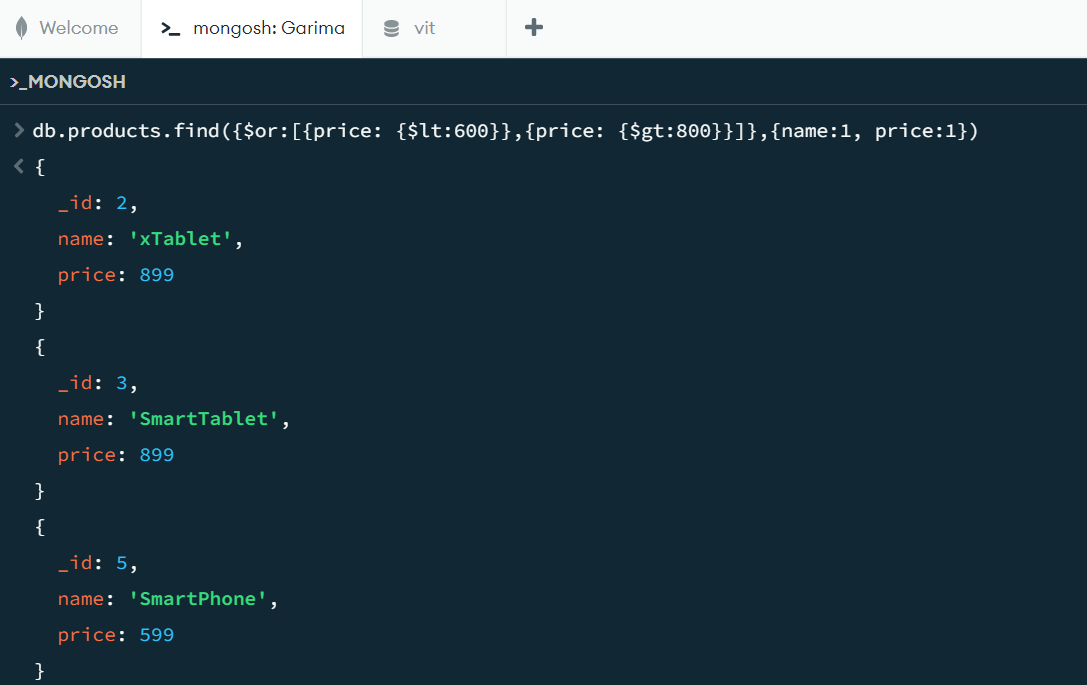 Welcome
>_ mongosh: Garima
vit
+
>_MONGOSH
> db.products.find({$or:[{price: {$lt:600}},{price: {$gt:800}}]},{name:1, price:1})
< {
_id: 2,
name: 'xTablet',
price: 899
}
{
_id: 3,
name: 'SmartTablet',
price: 899
}
{
_id: 5,
name: 'SmartPhone',
price: 599
}